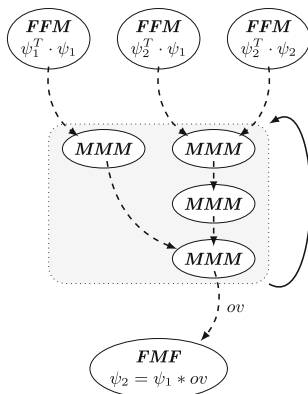 FFM FFM FFM
ψ₁ᵀ · ψ₁ ψ₂ᵀ · ψ₁ ψ₂ᵀ · ψ₂
MMM MMM
MMM
MMM
ov
FMF
ψ₂ = ψ₁ * ov